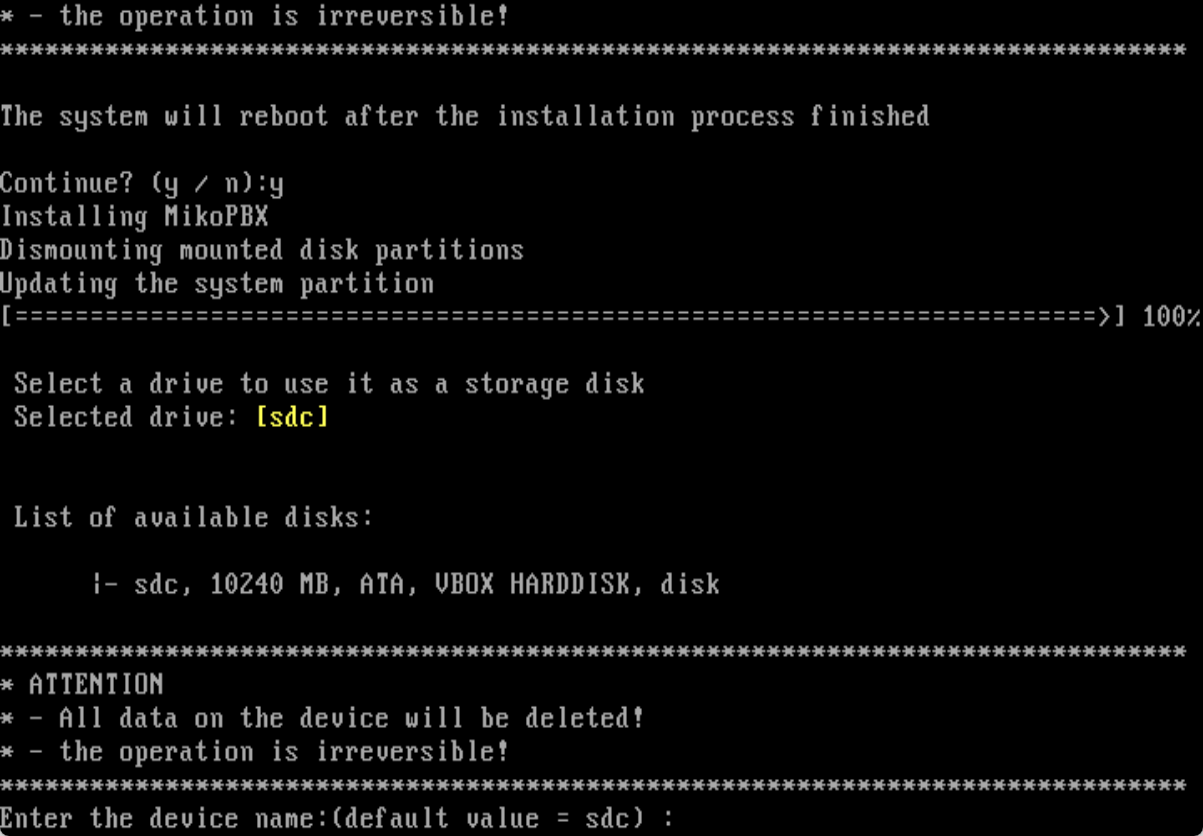 * - the operation is irreversible!
*******************************************************************************
The system will reboot after the installation process finished
Continue? (y / n):y
Installing MikoPBX
Dismounting mounted disk partitions
Updating the system partition
[========================================================================>] 100%
Select a drive to use it as a storage disk
Selected drive: [sdc]
List of available disks:
|- sdc, 10240 MB, ATA, VBOX HARDDISK, disk
*******************************************************************************
* ATTENTION
* - All data on the device will be deleted!
* - the operation is irreversible!
*******************************************************************************
Enter the device name:(default value = sdc) :